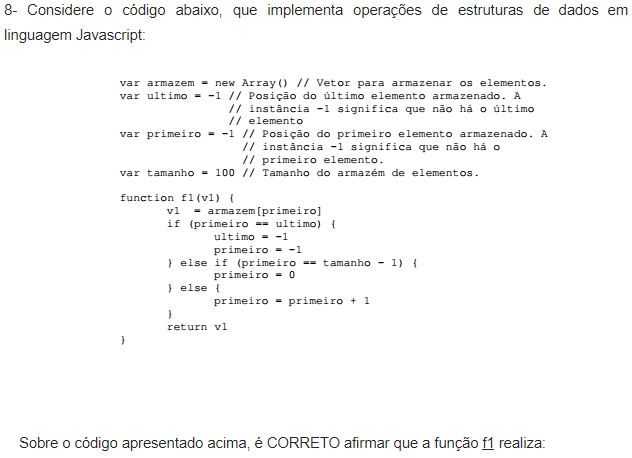 8- Considere o código abaixo, que implementa operações de estruturas de dados em
linguagem Javascript:
var armazem = new Array() // Vetor para armazenar os elementos.
var ultimo = -1 // Posição do último elemento armazenado. A
// instância -1 significa que não há o último
// elemento
var primeiro = -1 // Posição do primeiro elemento armazenado. A
// instância -1 significa que não há o
// primeiro elemento.
var tamanho = 100 // Tamanho do armazém de elementos.
function f1(v1) {
v1 = armazem[primeiro]
if (primeiro == ultimo) {
ultimo = -1
primeiro = -1
} else if (primeiro == tamanho - 1) {
primeiro = 0
} else {
primeiro = primeiro + 1
}
return v1
}
Sobre o código apresentado acima, é CORRETO afirmar que a função f1 realiza: